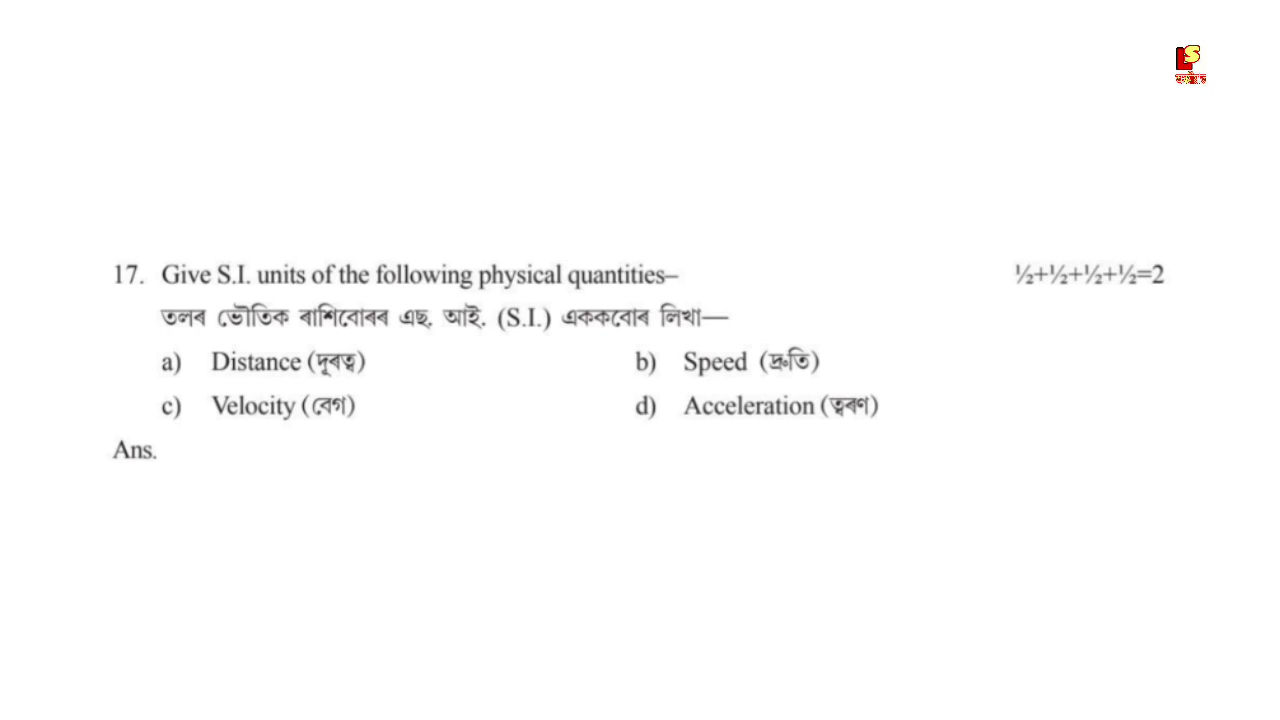 LS
17. Give S.I. units of the following physical quantities– ½+½+½+½=2
তলৰ ভৌতিক ৰাশিবোৰৰ এছ. আই. (S.I.) এককবোৰ লিখা—
a) Distance (দূৰত্ব) b) Speed (দ্ৰুতি)
c) Velocity (বেগ) d) Acceleration (ত্বৰণ)
Ans.